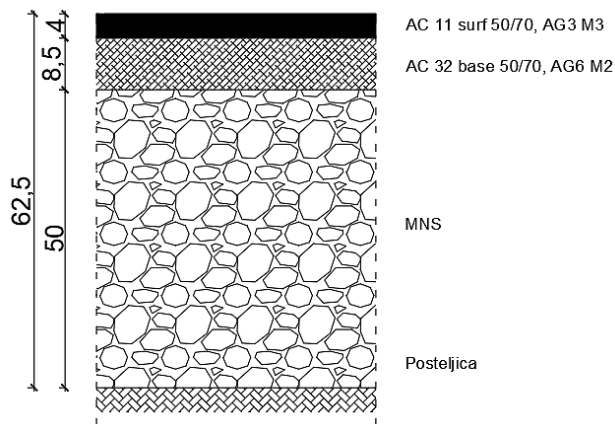 4
AC 11 surf 50/70, AG3 M3
8,5
AC 32 base 50/70, AG6 M2
62,5
50
MNS
Posteljica